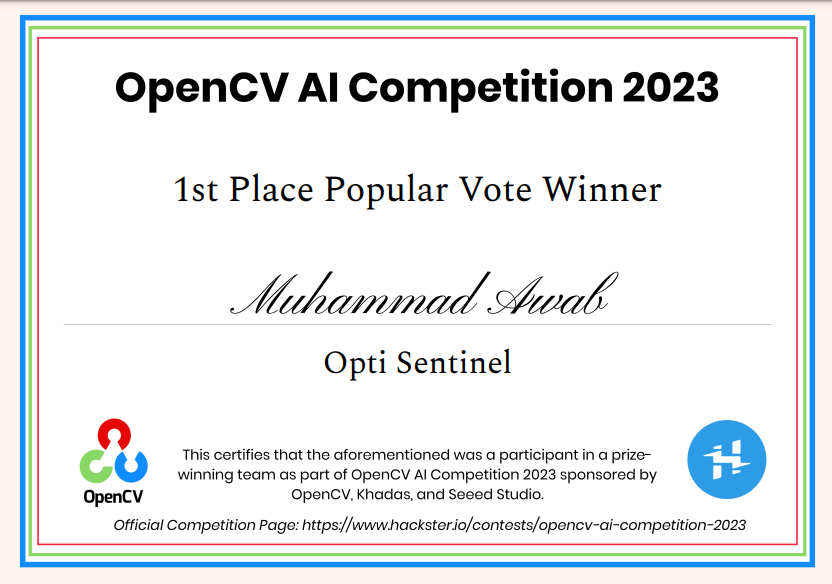 OpenCV AI Competition 2023
1st Place Popular Vote Winner
Muhammad Awab
Opti Sentinel
This certifies that the aforementioned was a participant in a prize-
winning team as part of OpenCV AI Competition 2023 sponsored by
OpenCV, Khadas, and Seeed Studio.
OpenCV
Official Competition Page: https://www.hackster.io/contests/opencv-ai-competition-2023